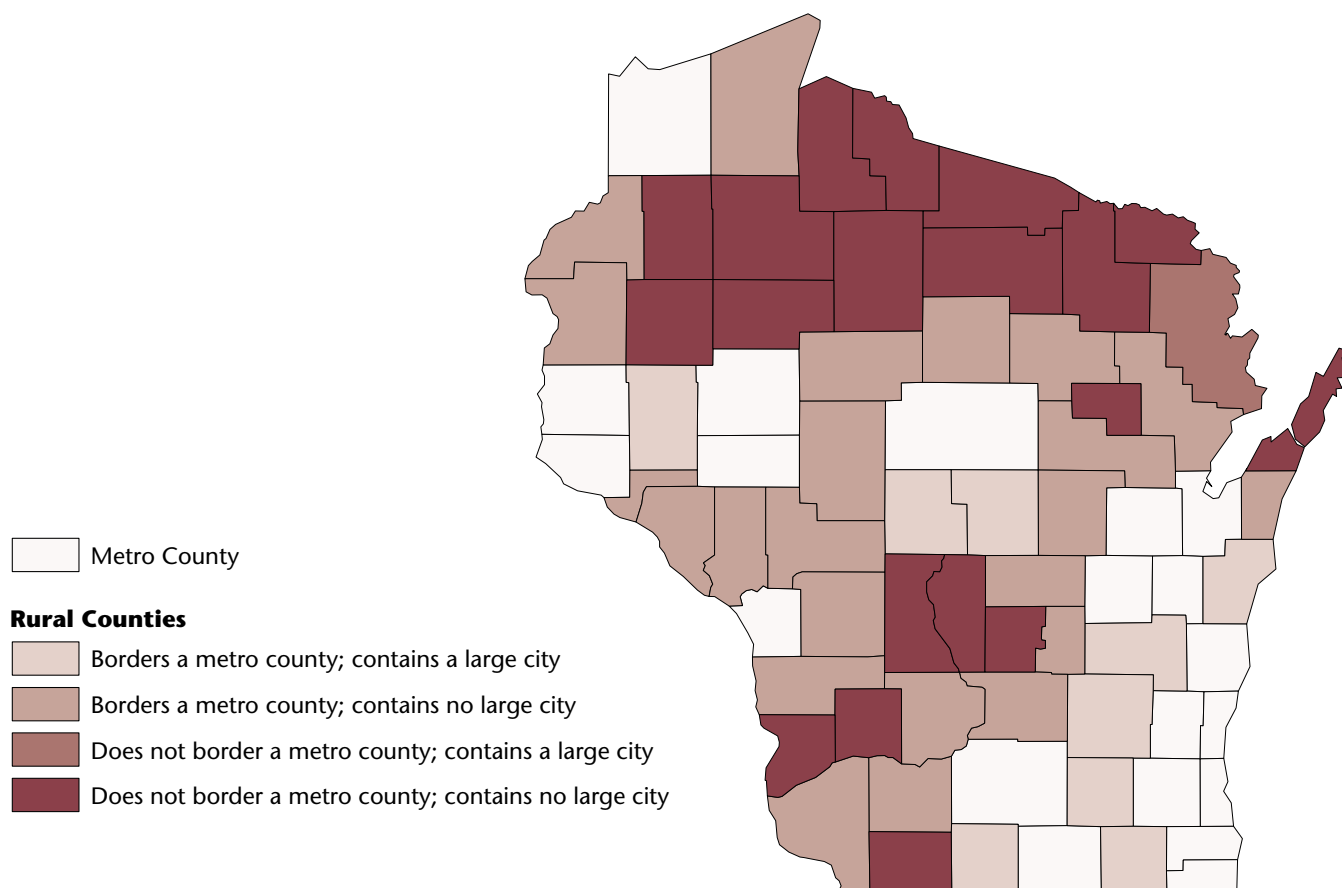 Metro County
Rural Counties
Borders a metro county; contains a large city
Borders a metro county; contains no large city
Does not border a metro county; contains a large city
Does not border a metro county; contains no large city